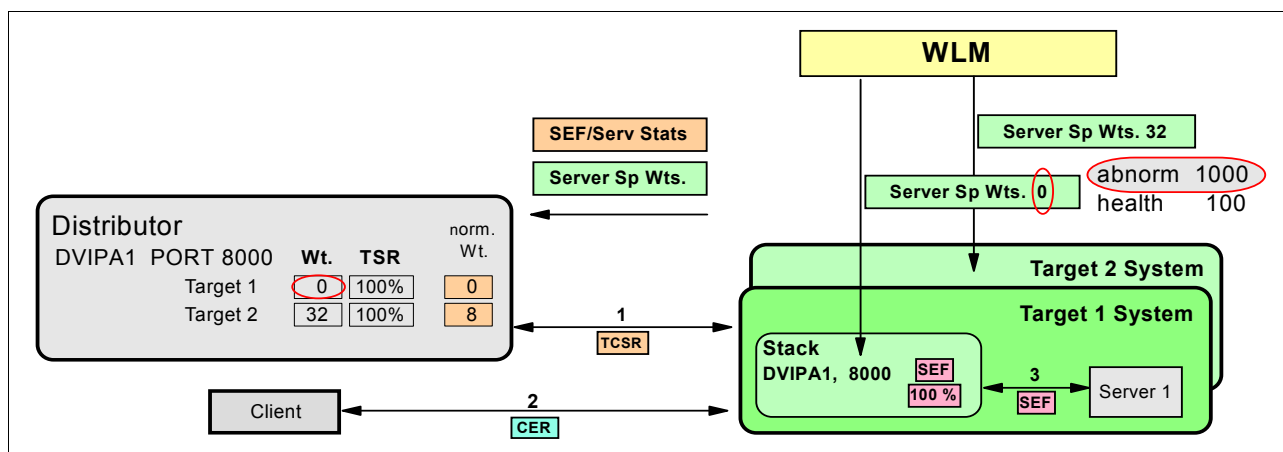 WLM
SEF/Serv Stats
Server Sp Wts. 32
Server Sp Wts.
Server Sp Wts. 0
abnorm 1000
health 100
Distributor
norm.
DVIPA1 PORT 8000 Wt. TSR Wt.
Target 1 0 100% 0
Target 2 32 100% 8
Target 2 System
Target 1 System
1
TCSR
Stack
DVIPA1, 8000
SEF
100 %
3
SEF
Server 1
Client
2
CER